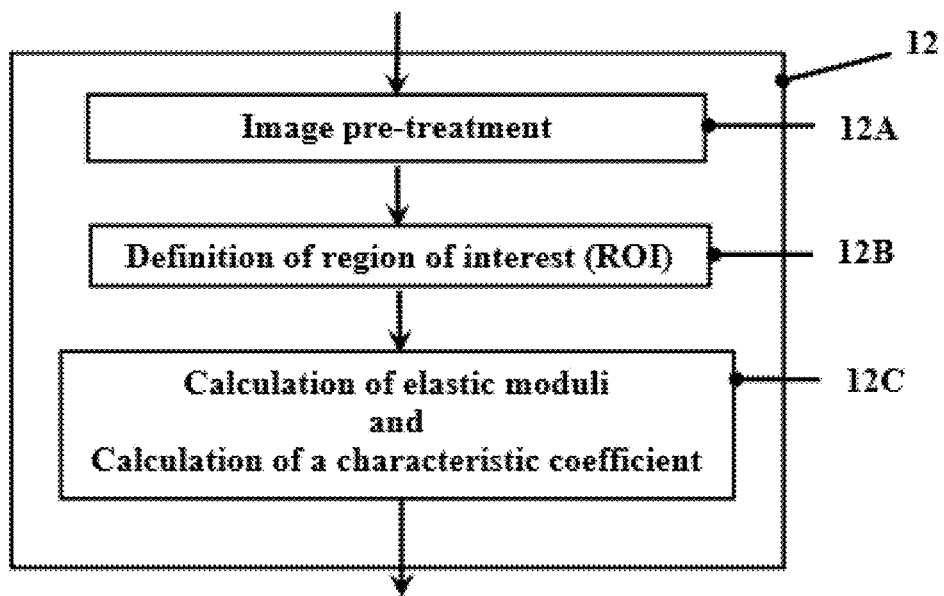 12
Image pre-treatment
12A
Definition of region of interest (ROI)
12B
Calculation of elastic moduli
and
Calculation of a characteristic coefficient
12C